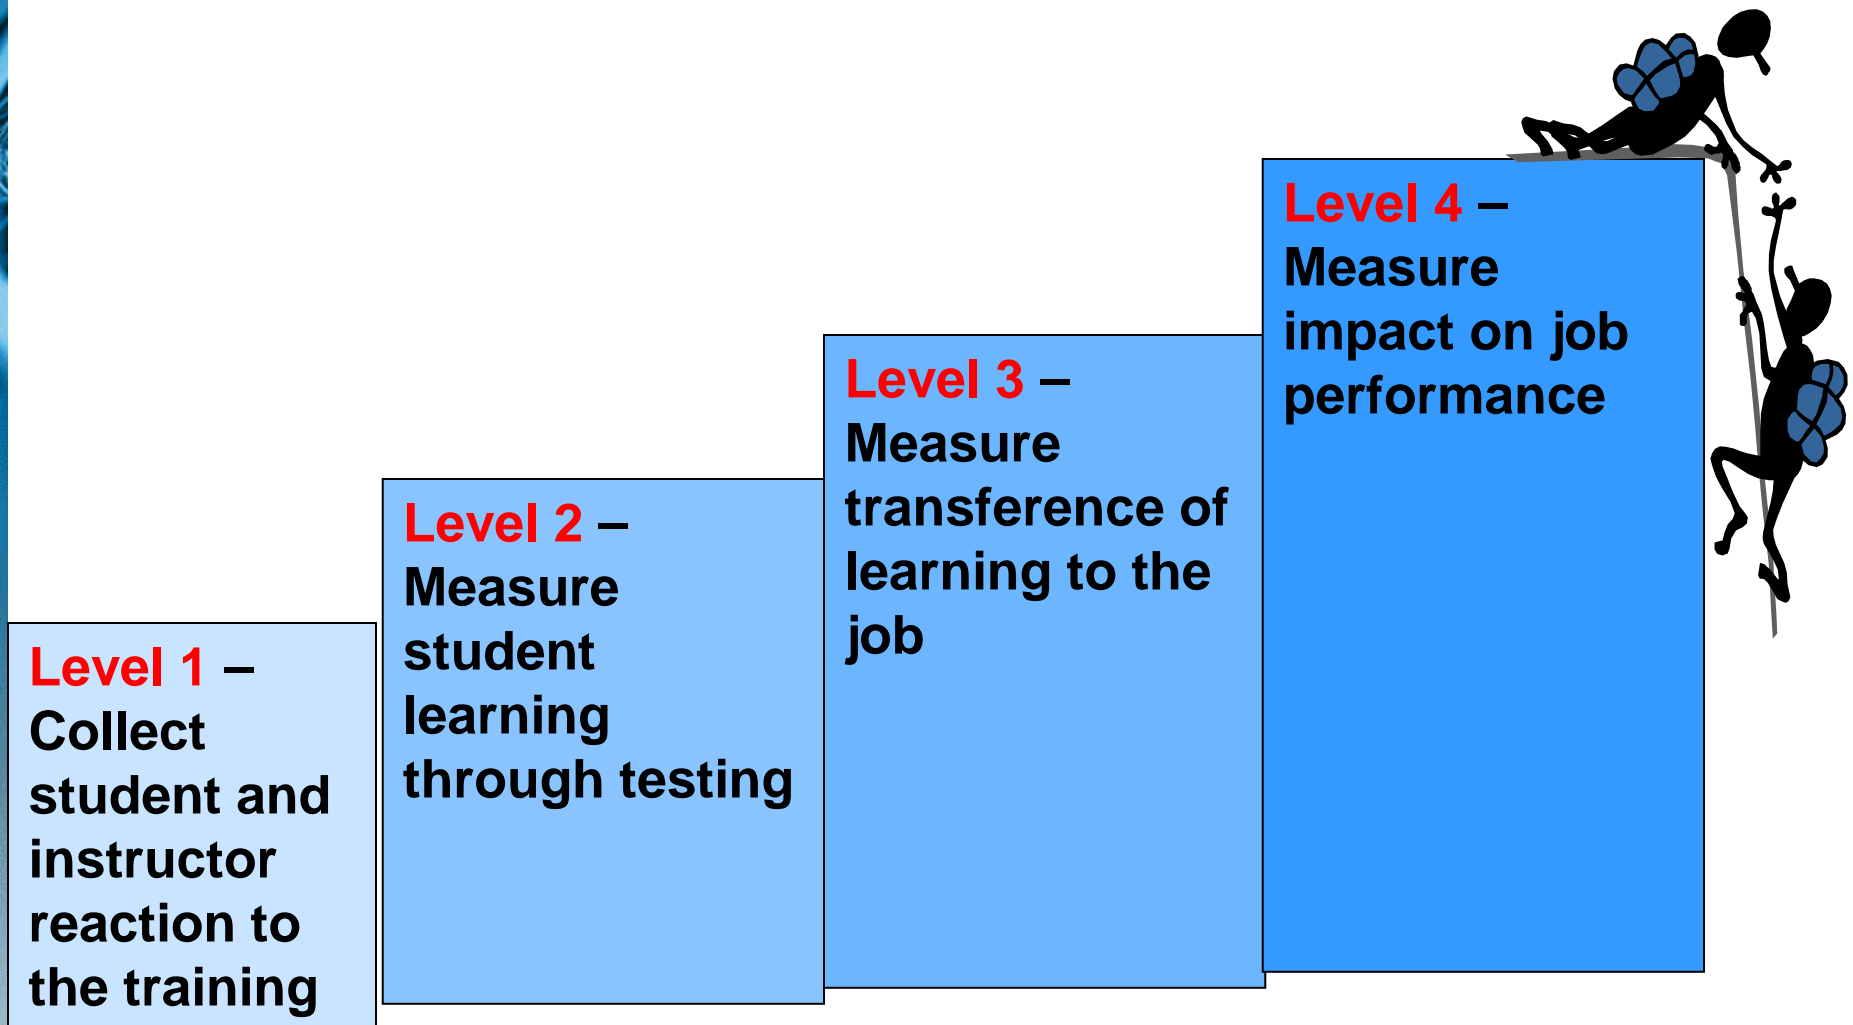 Level 1 –
Collect
student and
instructor
reaction to
the training
Level 2 –
Measure
student
learning
through testing
Level 3 –
Measure
transference of
learning to the
job
Level 4 –
Measure
impact on job
performance